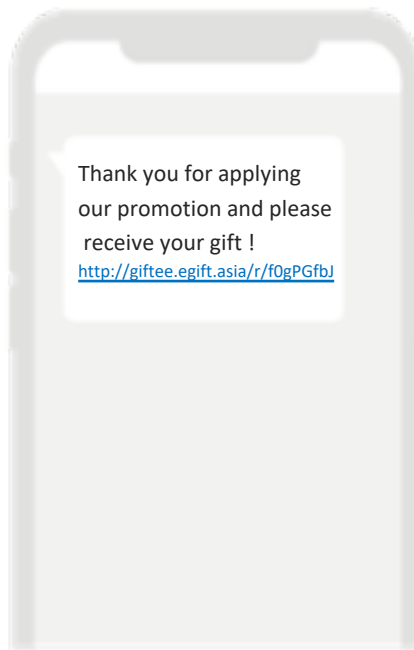 Thank you for applying
our promotion and please
receive your gift !
http://giftee.egift.asia/r/f0gPGfbJ